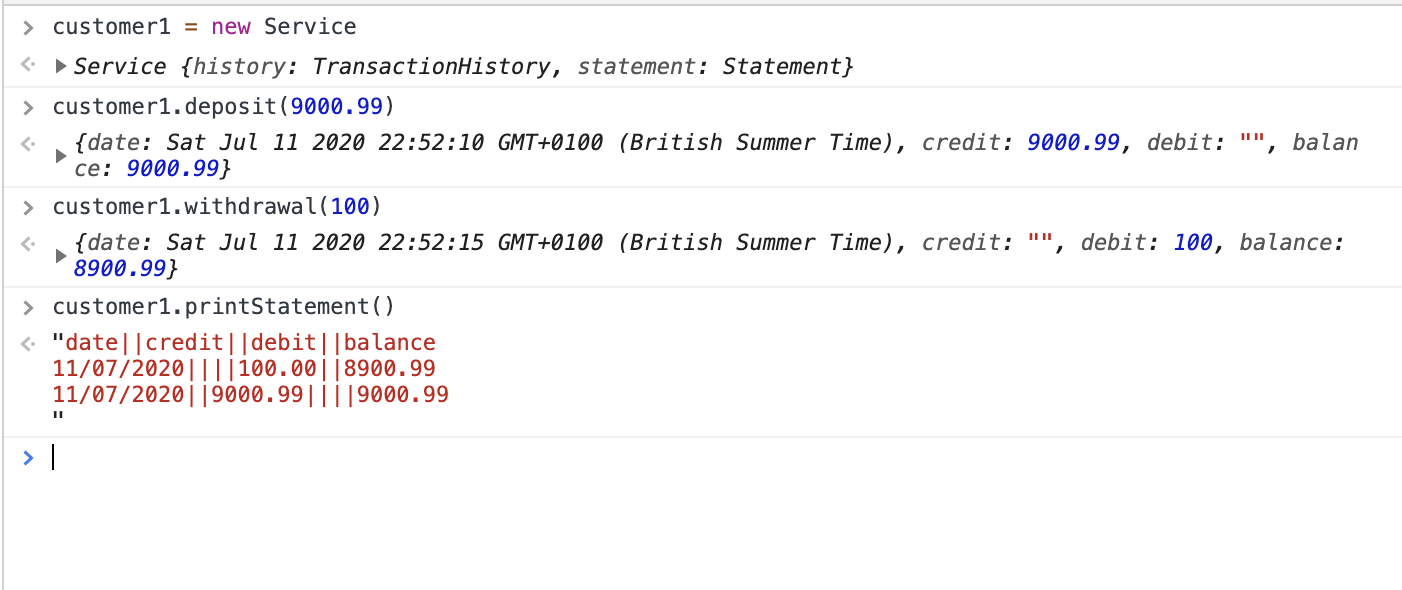 > customer1 = new Service
<· ▶Service {history: TransactionHistory, statement: Statement}
> customer1.deposit(9000.99)
<· ▶{date: Sat Jul 11 2020 22:52:10 GMT+0100 (British Summer Time), credit: 9000.99, debit: "", balan
ce: 9000.99}
> customer1.withdrawal(100)
<· ▶{date: Sat Jul 11 2020 22:52:15 GMT+0100 (British Summer Time), credit: "", debit: 100, balance:
8900.99}
> customer1.printStatement()
<· "date||credit||debit||balance
11/07/2020||||100.00||8900.99
11/07/2020||9000.99||||9000.99
"
>